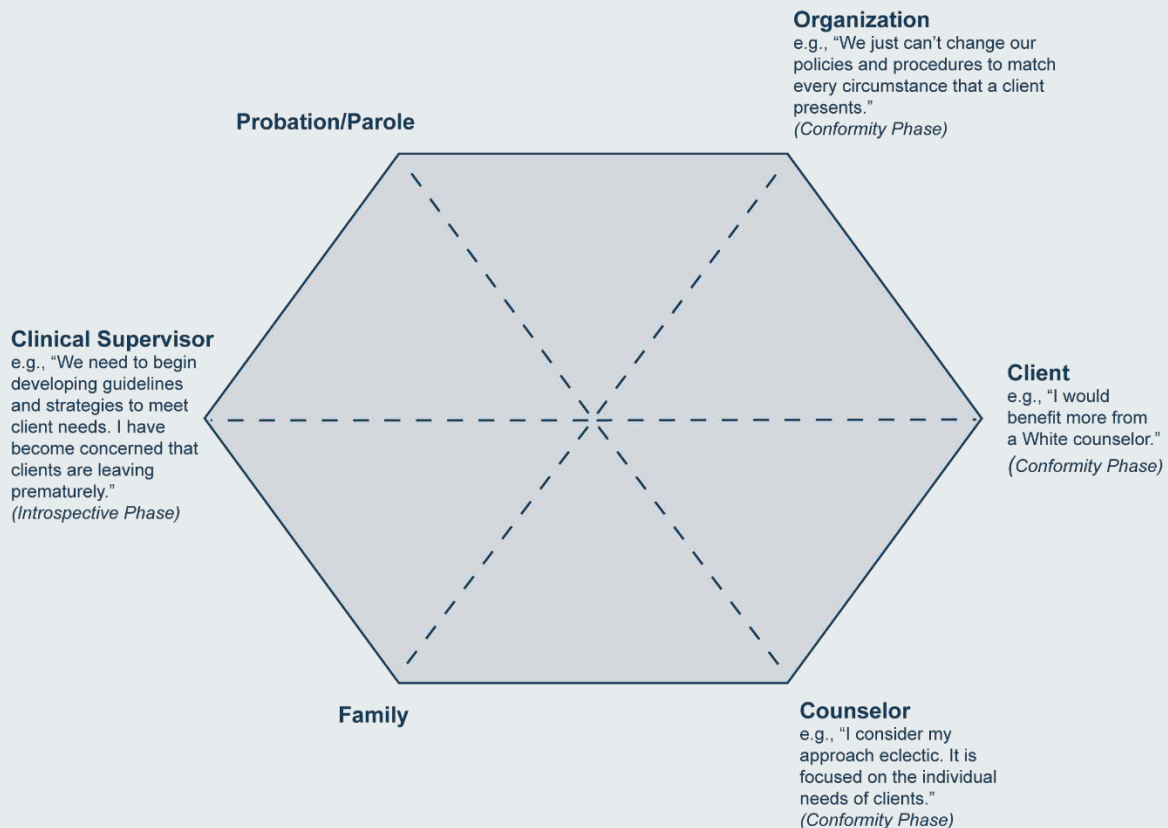 Organization
e.g., “We just can’t change our
policies and procedures to match
every circumstance that a client
presents.”
(Conformity Phase)
Probation/Parole
Clinical Supervisor
e.g., “We need to begin
developing guidelines
and strategies to meet
client needs. I have
become concerned that
clients are leaving
prematurely.”
(Introspective Phase)
Client
e.g., “I would
benefit more from
a White counselor.”
(Conformity Phase)
Family
Counselor
e.g., “I consider my
approach eclectic. It is
focused on the individual
needs of clients.”
(Conformity Phase)